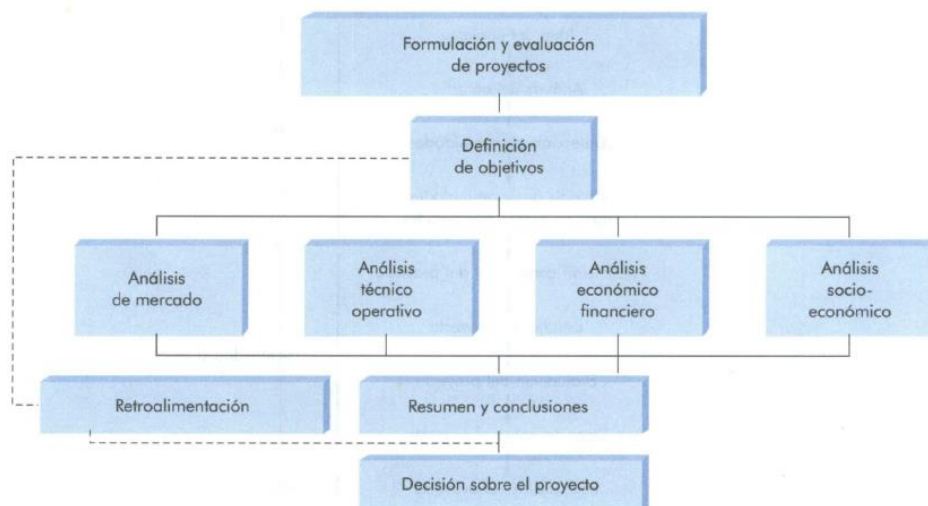 Formulación y evaluación
de proyectos
Definición
de objetivos
Análisis
de mercado
Análisis
técnico
operativo
Análisis
económico
financiero
Análisis
socio-
económico
Retroalimentación
Resumen y conclusiones
Decisión sobre el proyecto